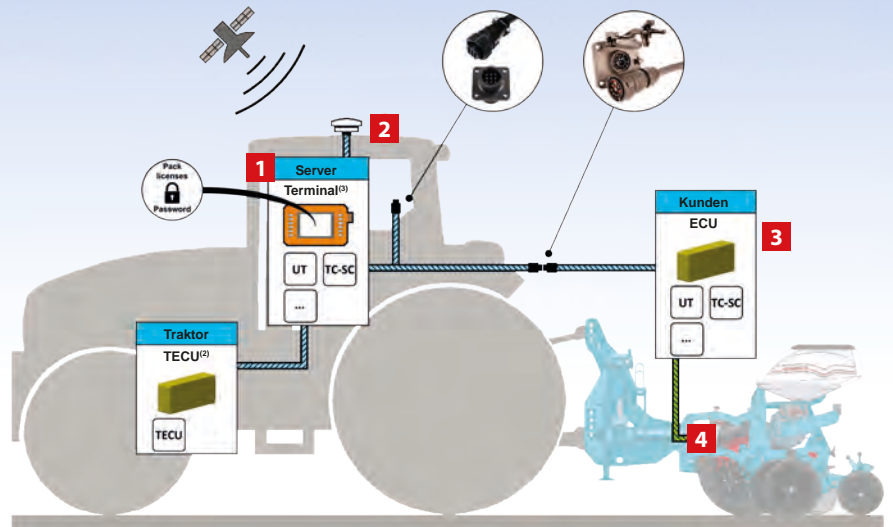 2
1
Server
Terminal(3)
UT
TC-SC
...
Pack
licenses
Password
Kunden
ECU
3
UT
TC-SC
...
Traktor
TECU(2)
TECU
4